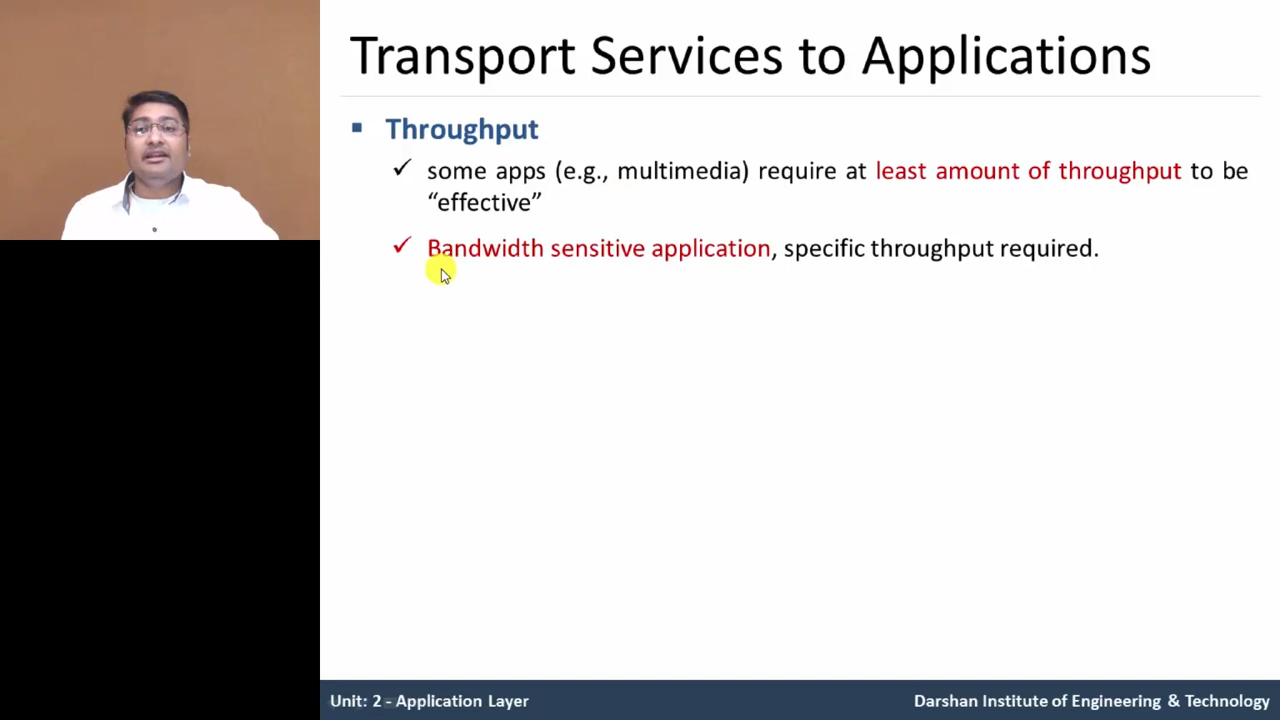 Transport Services to Applications
Throughput
some apps (e.g., multimedia) require at least amount of throughput to be
“effective”
Bandwidth sensitive application, specific throughput required.
Unit: 2 - Application Layer
Darshan Institute of Engineering & Technology